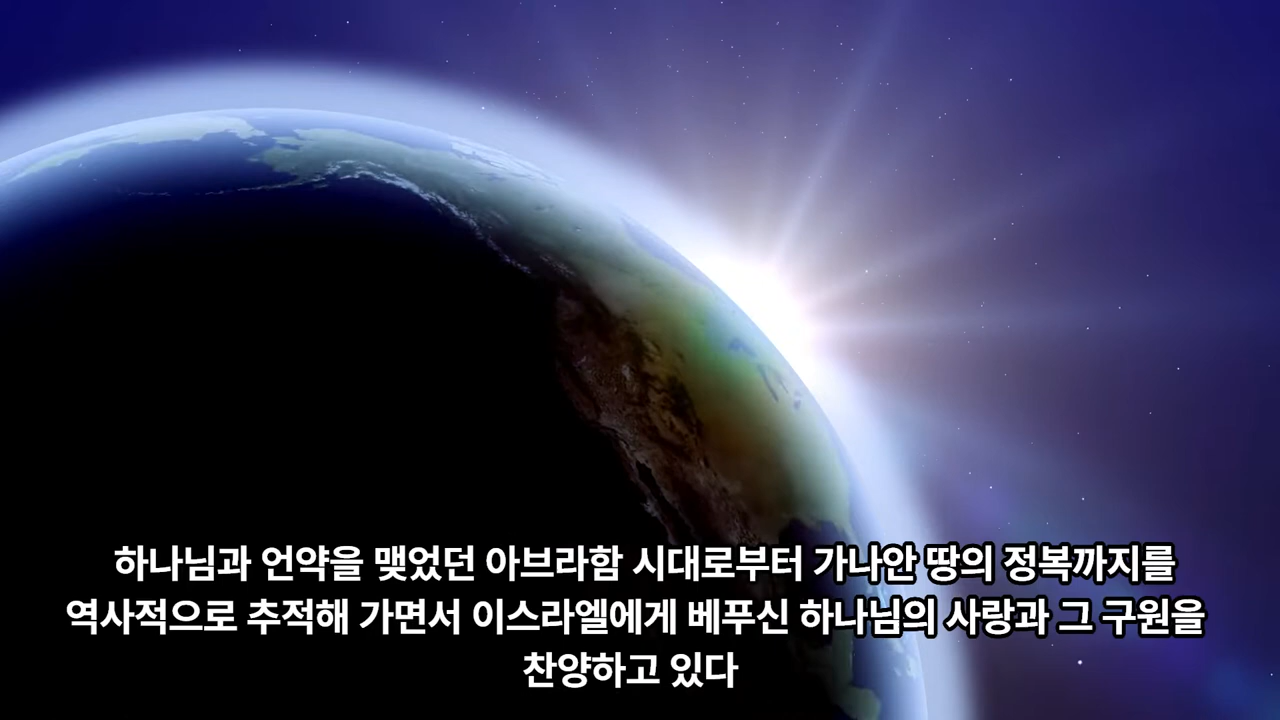 하나님과 언약을 맺었던 아브라함 시대로부터 가나안 땅의 정복까지를
역사적으로 추적해 가면서 이스라엘에게 베푸신 하나님의 사랑과 그 구원을
찬양하고 있다